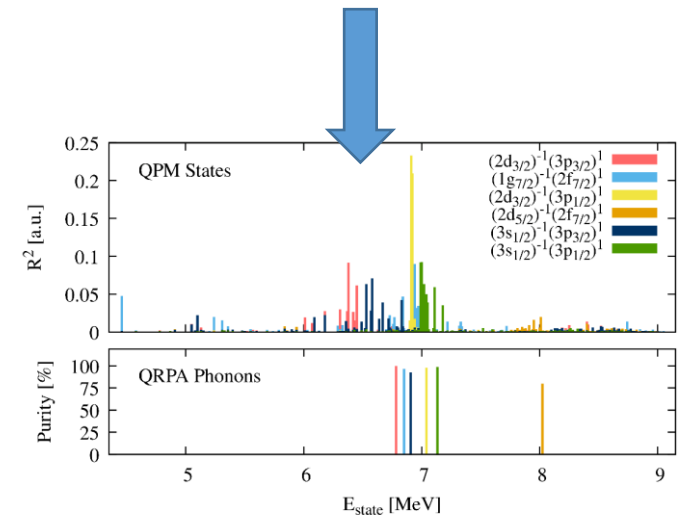 QPM States
R² [a.u.]
0.25
0.2
0.15
0.1
0.05
0
(2d₃/₂)⁻¹(3p₃/₂)¹
(1g₇/₂)⁻¹(2f₇/₂)¹
(2d₃/₂)⁻¹(3p₁/₂)¹
(2d₅/₂)⁻¹(2f₇/₂)¹
(3s₁/₂)⁻¹(3p₃/₂)¹
(3s₁/₂)⁻¹(3p₁/₂)¹
QRPA Phonons
Purity [%]
100
75
50
25
0
5 6 7 8 9
E_state [MeV]